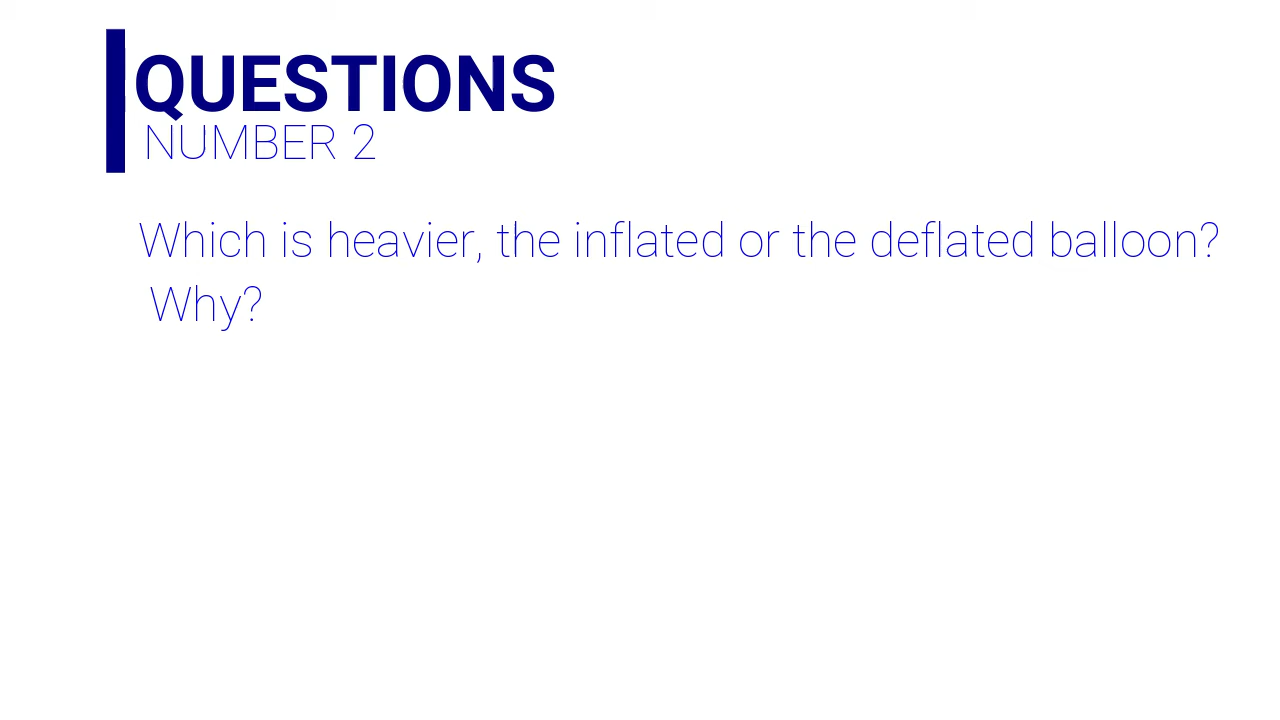 QUESTIONS
NUMBER 2
Which is heavier, the inflated or the deflated balloon?
Why?